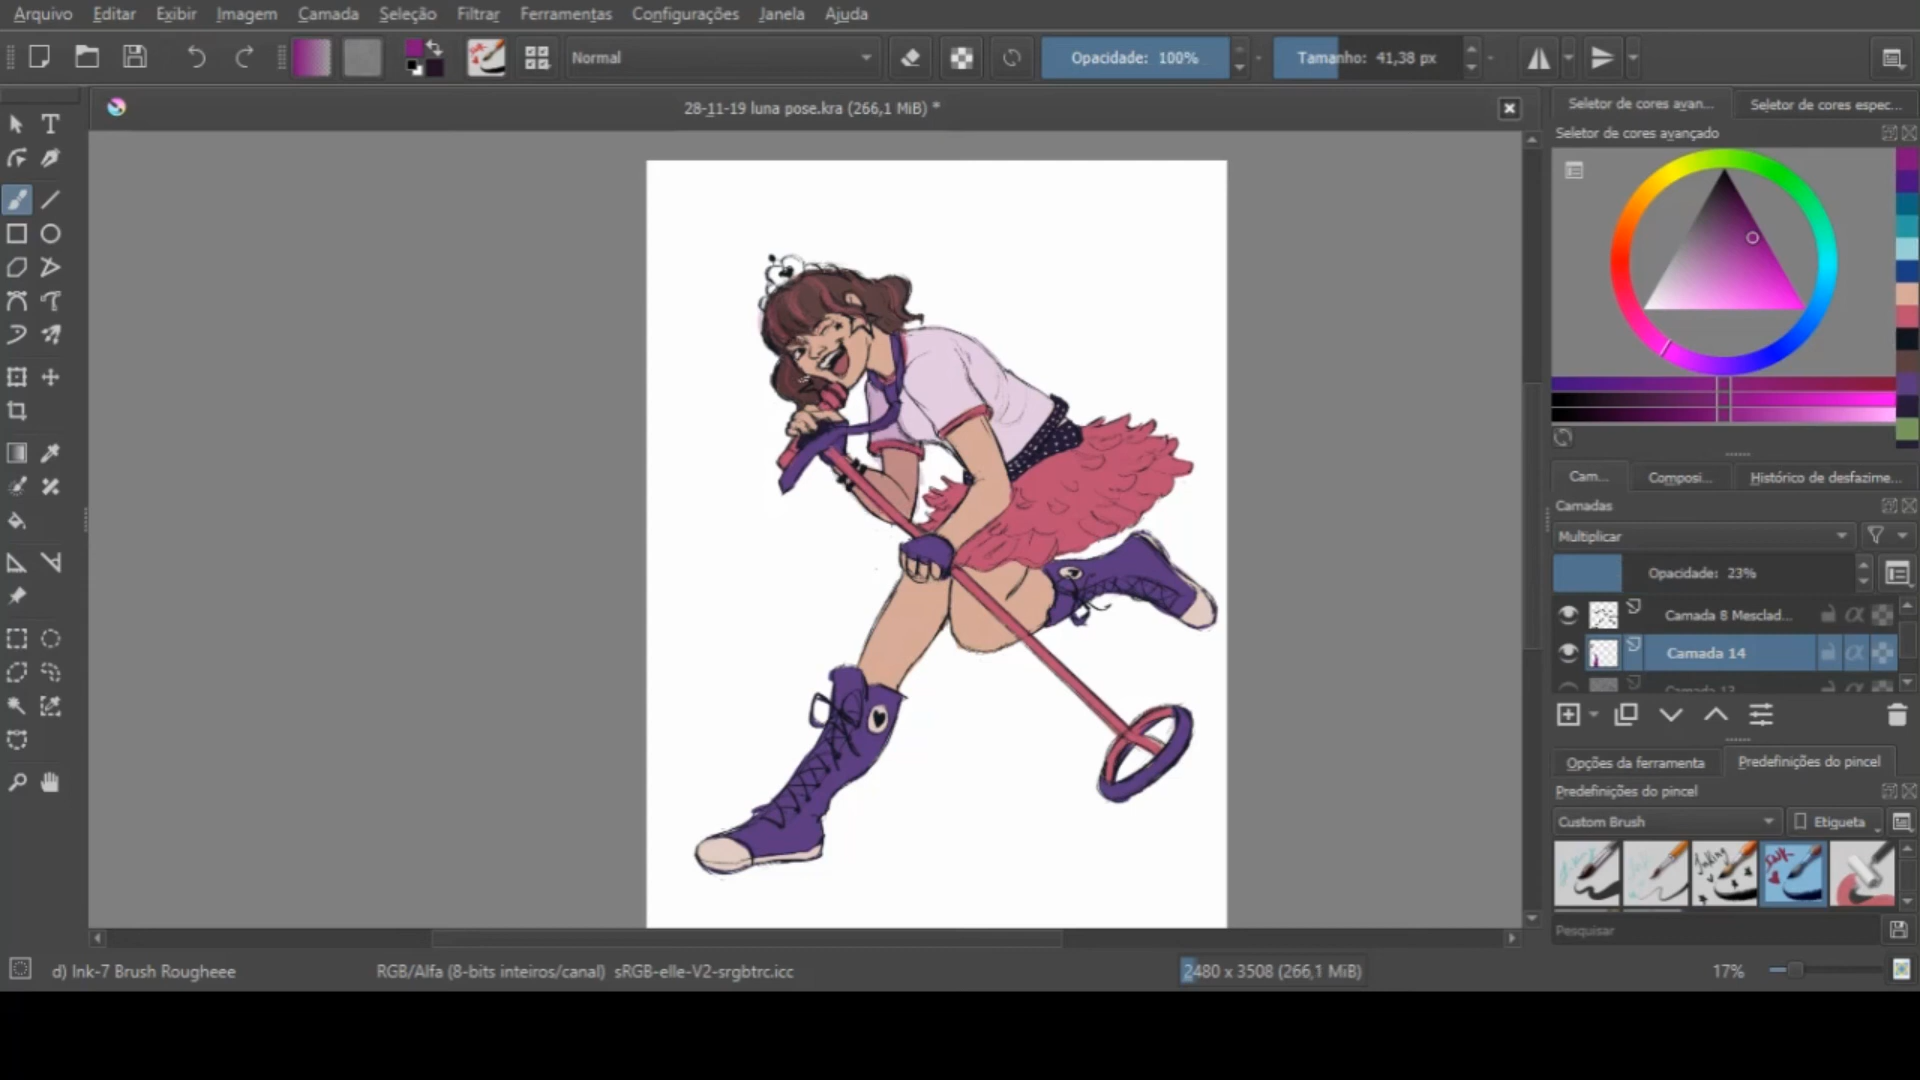 Arquivo Editar Exibir Imagem Camada Seleção Filtrar Ferramentas Configurações Janela Ajuda
Normal Opacidade: 100% Tamanho: 41,38 px
28-11-19 luna pose.kra (266,1 MiB) *
Seletor de cores avan... Seletor de cores espec...
Seletor de cores avançado
Cam... Composi... Histórico de desfazime...
Camadas
Multiplicar
Opacidade: 23%
Camada 8 Mesclad...
Camada 14
Camada 13
Opções da ferramenta Predefinições do pincel
Predefinições do pincel
Custom Brush Etiqueta
Pesquisar
d) Ink-7 Brush Rougheee RGB/Alfa (8-bits inteiros/canal) sRGB-elle-V2-srgbtrc.icc 2480 x 3508 (266,1 MiB) 17%